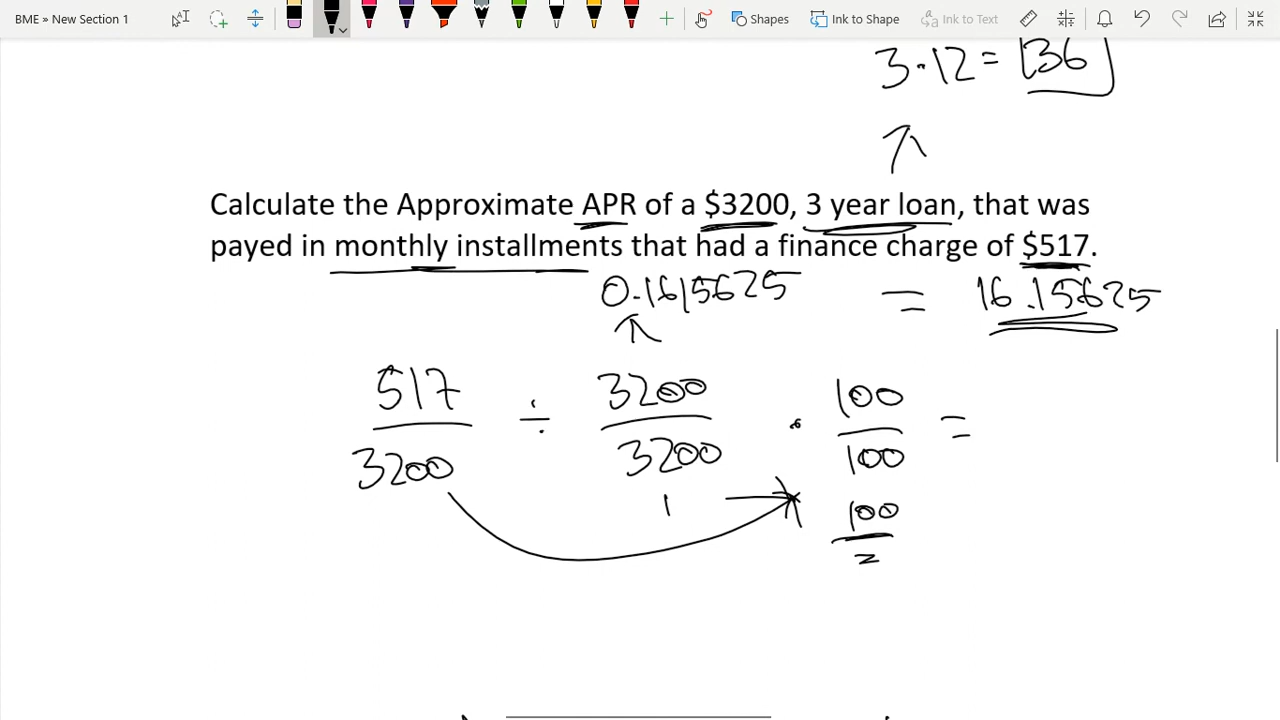 BME » New Section 1
Shapes
Ink to Shape
Ink to Text
3·12 = 36
Calculate the Approximate APR of a $3200, 3 year loan, that was
payed in monthly installments that had a finance charge of $517.
0.1615625 = 16.15625
517 ÷ 3200 · 100 =
3200 3200 100
1 100
2